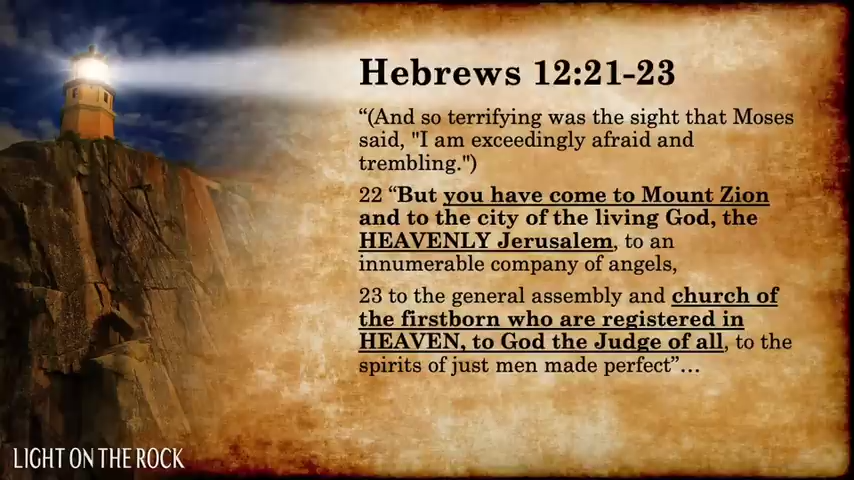 Hebrews 12:21-23
“(And so terrifying was the sight that Moses
said, "I am exceedingly afraid and
trembling.")
22 “But you have come to Mount Zion
and to the city of the living God, the
HEAVENLY Jerusalem, to an
innumerable company of angels,
23 to the general assembly and church of
the firstborn who are registered in
HEAVEN, to God the Judge of all, to the
spirits of just men made perfect”…
LIGHT ON THE ROCK